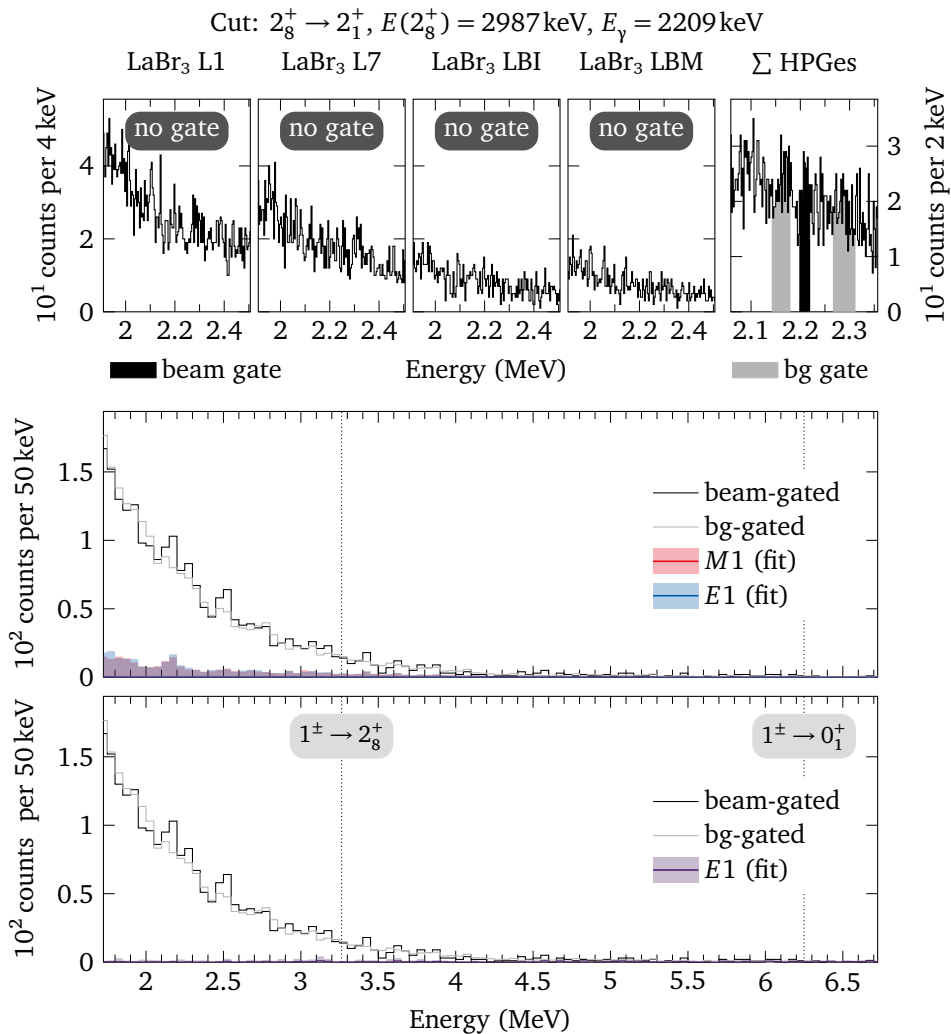 Cut: 2₈⁺ → 2₁⁺, E(2₈⁺) = 2987 keV, Eᵧ = 2209 keV
LaBr₃ L1 LaBr₃ L7 LaBr₃ LBI LaBr₃ LBM ∑ HPGes
no gate no gate no gate no gate
10¹ counts per 4 keV
4
2
0
3
2
1
0
10¹ counts per 2 keV
2 2.2 2.4 2 2.2 2.4 2 2.2 2.4 2 2.2 2.4 2.1 2.2 2.3
beam gate Energy (MeV) bg gate
10² counts per 50 keV
1.5
1
0.5
0
beam-gated
bg-gated
M1 (fit)
E1 (fit)
10² counts per 50 keV
1.5
1
0.5
0
1^± → 2₈⁺ 1^± → 0₁⁺
beam-gated
bg-gated
E1 (fit)
2 2.5 3 3.5 4 4.5 5 5.5 6 6.5
Energy (MeV)